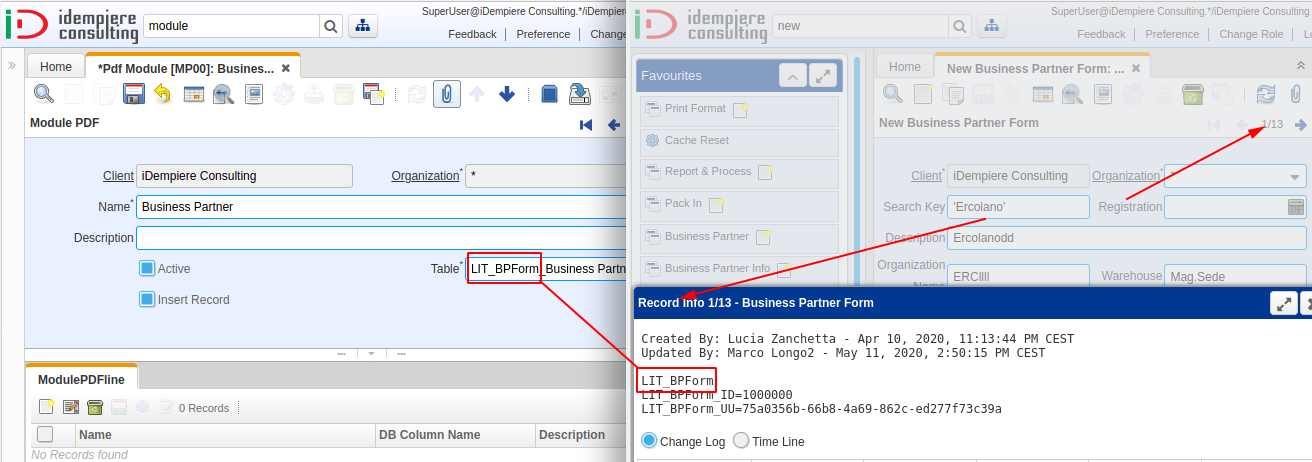 idempiere
consulting
module
SuperUser@iDempiere Consulting.*/iDempiere
Feedback
Preference
Change
Home
*Pdf Module [MP00]: Busines...
Module PDF
Client
iDempiere Consulting
Organization*
*
Name*
Business Partner
Description
Active
Table*
LIT_BPForm_Business Partn
Insert Record
ModulePDFline
0 Records
Name
DB Column Name
Description
No Records found
idempiere
consulting
new
SuperUser@iDempiere Consulting.*/iDempiere Consulting
Feedback
Preference
Change Role
Lo
Favourites
Print Format
Cache Reset
Report & Process
Pack In
Business Partner
Business Partner Info
Home
New Business Partner Form: ...
New Business Partner Form
1/13
Client*
iDempiere Consulting
Organization*
*
Search Key
'Ercolano'
Registration
Description
Ercolanodd
Organization
Name
ERCllll
Warehouse
Mag.Sede
Record Info 1/13 - Business Partner Form
Created By: Lucia Zanchetta - Apr 10, 2020, 11:13:44 PM CEST
Updated By: Marco Longo2 - May 11, 2020, 2:50:15 PM CEST
LIT_BPForm
LIT_BPForm_ID=1000000
LIT_BPForm_UU=75a0356b-66b8-4a69-862c-ed277f73c39a
Change Log
Time Line